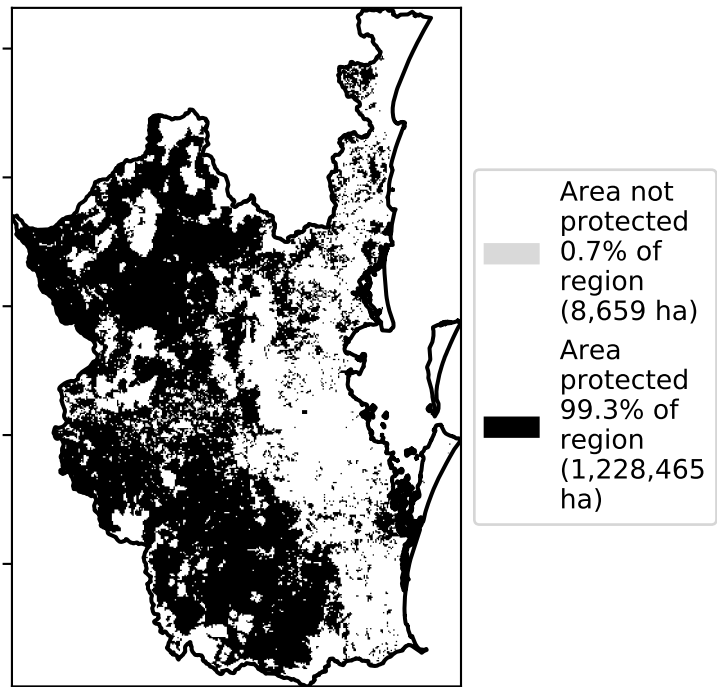 Area not
protected
0.7% of
region
(8,659 ha)
Area
protected
99.3% of
region
(1,228,465
ha)